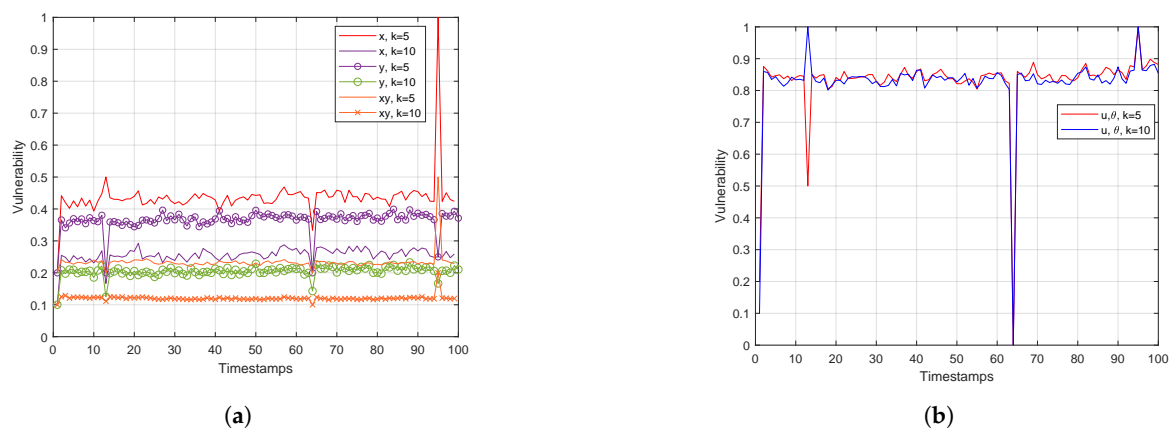 1
0.9
0.8
0.7
0.6
0.5
0.4
0.3
0.2
0.1
0
Vulnerability
x, k=5
x, k=10
y, k=5
y, k=10
xy, k=5
xy, k=10
0 10 20 30 40 50 60 70 80 90 100
Timestamps
(a)
1
0.9
0.8
0.7
0.6
0.5
0.4
0.3
0.2
0.1
0
Vulnerability
u,θ, k=5
u, θ, k=10
0 10 20 30 40 50 60 70 80 90 100
Timestamps
(b)